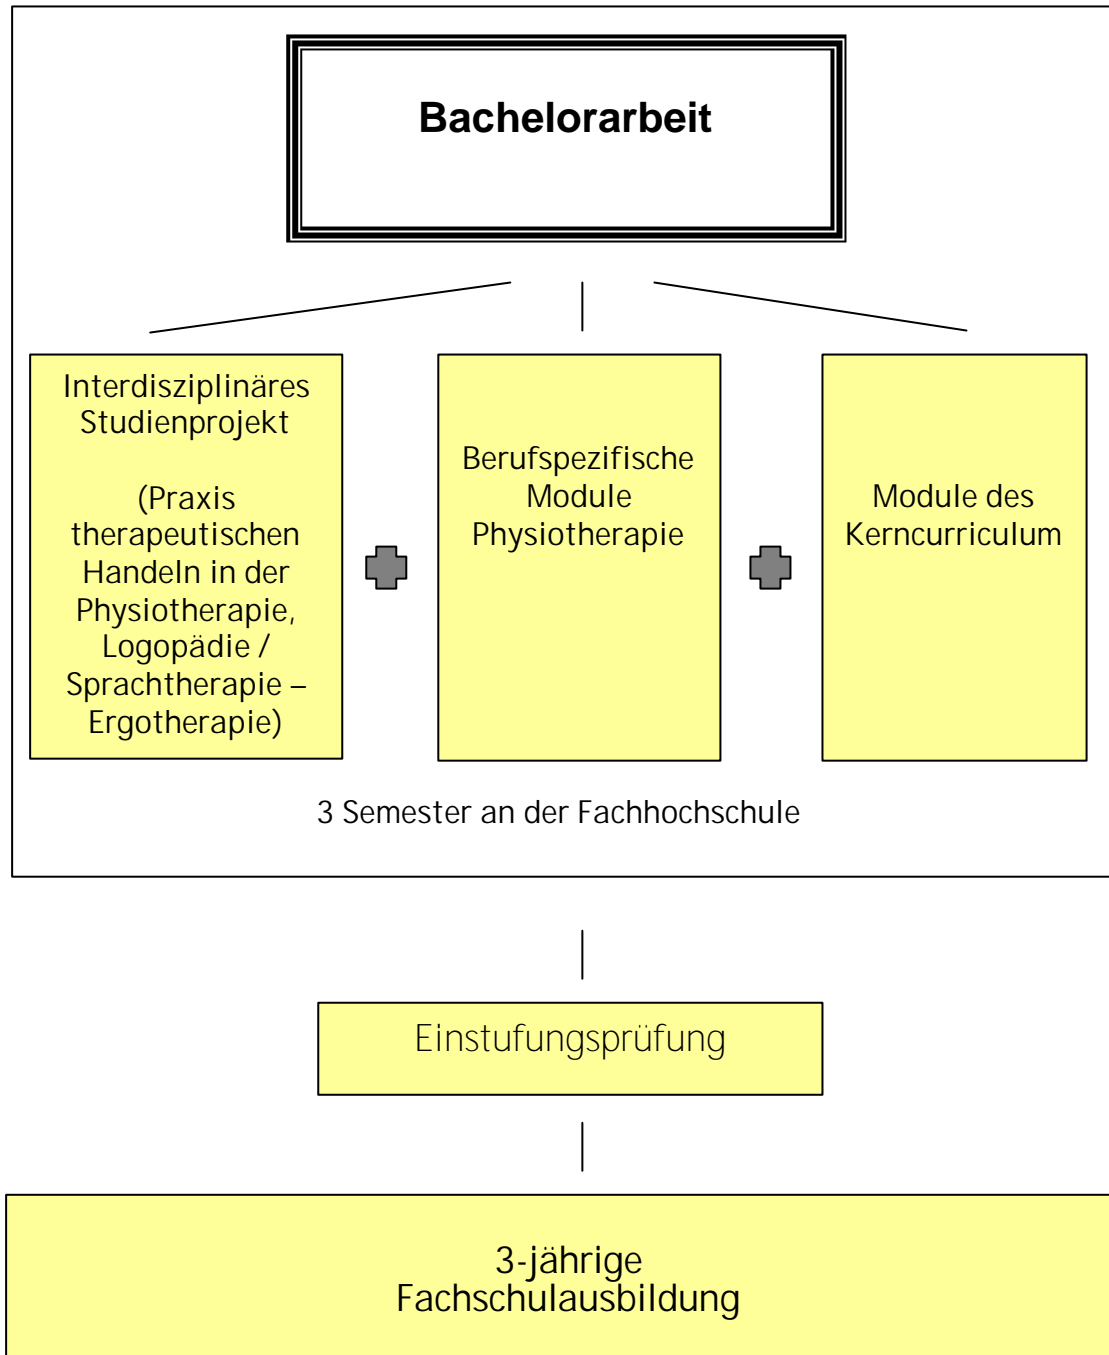 Bachelorarbeit
Interdisziplinäres
Studienprojekt
(Praxis
therapeutischen
Handeln in der
Physiotherapie,
Logopädie /
Sprachtherapie –
Ergotherapie)
Berufspezifische
Module
Physiotherapie
Module des
Kerncurriculum
3 Semester an der Fachhochschule
Einstufungsprüfung
3-jährige
Fachschulausbildung